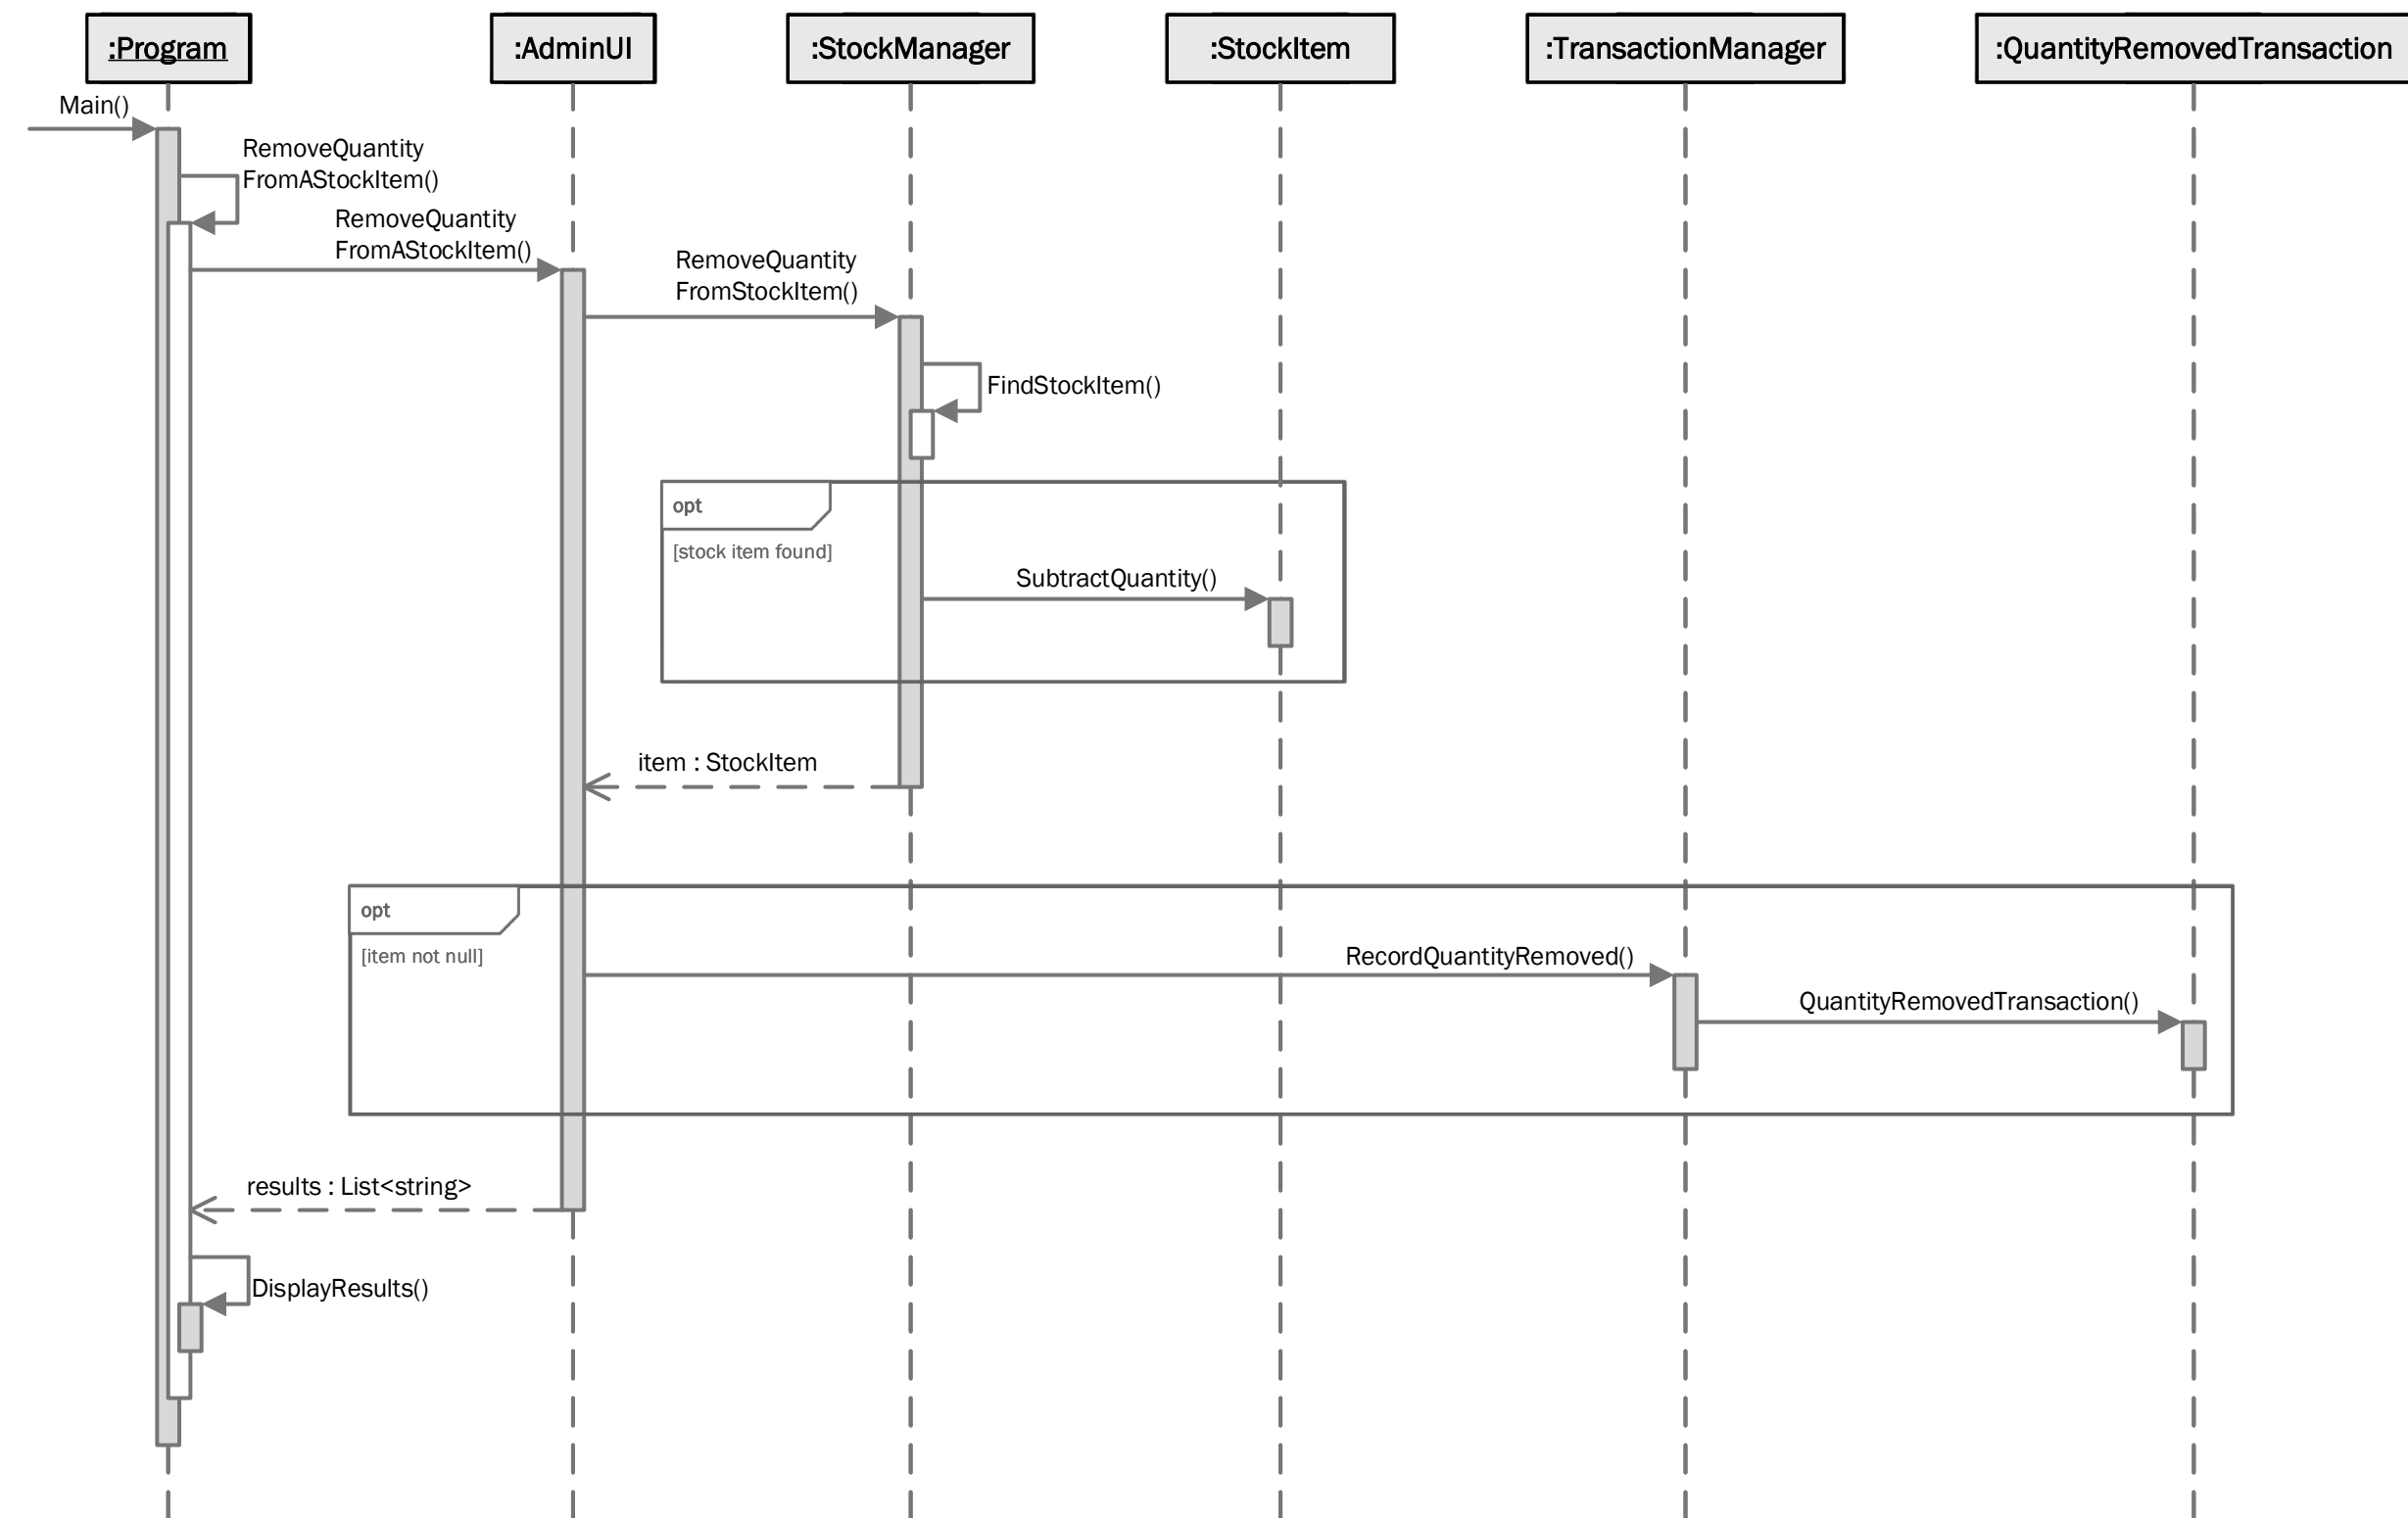 :Program
:AdminUI
:StockManager
:StockItem
:TransactionManager
:QuantityRemovedTransaction
Main()
RemoveQuantity
FromAStockItem()
RemoveQuantity
FromAStockItem()
RemoveQuantity
FromStockItem()
FindStockItem()
opt
[stock item found]
SubtractQuantity()
item : StockItem
opt
[item not null]
RecordQuantityRemoved()
QuantityRemovedTransaction()
results : List<string>
DisplayResults()